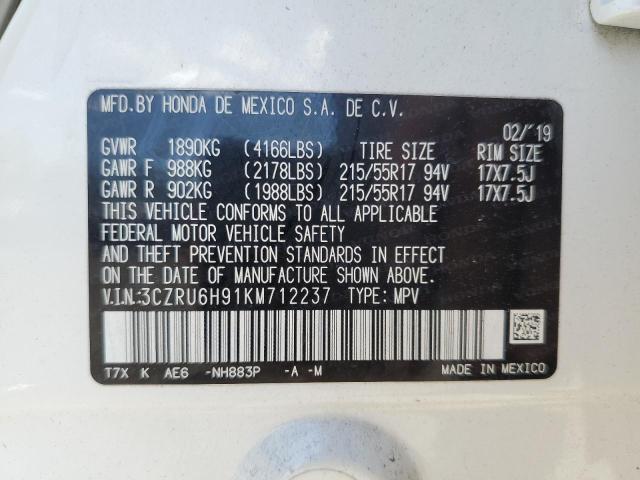 MFD.BY HONDA DE MEXICO S.A. DE C.V.
02/'19
GVWR 1890KG (4166LBS) TIRE SIZE RIM SIZE
GAWR F 988KG (2178LBS) 215/55R17 94V 17X7.5J
GAWR R 902KG (1988LBS) 215/55R17 94V 17X7.5J
THIS VEHICLE CONFORMS TO ALL APPLICABLE
FEDERAL MOTOR VEHICLE SAFETY
AND THEFT PREVENTION STANDARDS IN EFFECT
ON THE DATE OF MANUFACTURE SHOWN ABOVE.
V.I.N.:3CZRU6H91KM712237 TYPE: MPV
T7X K AE6 -NH883P -A -M MADE IN MEXICO